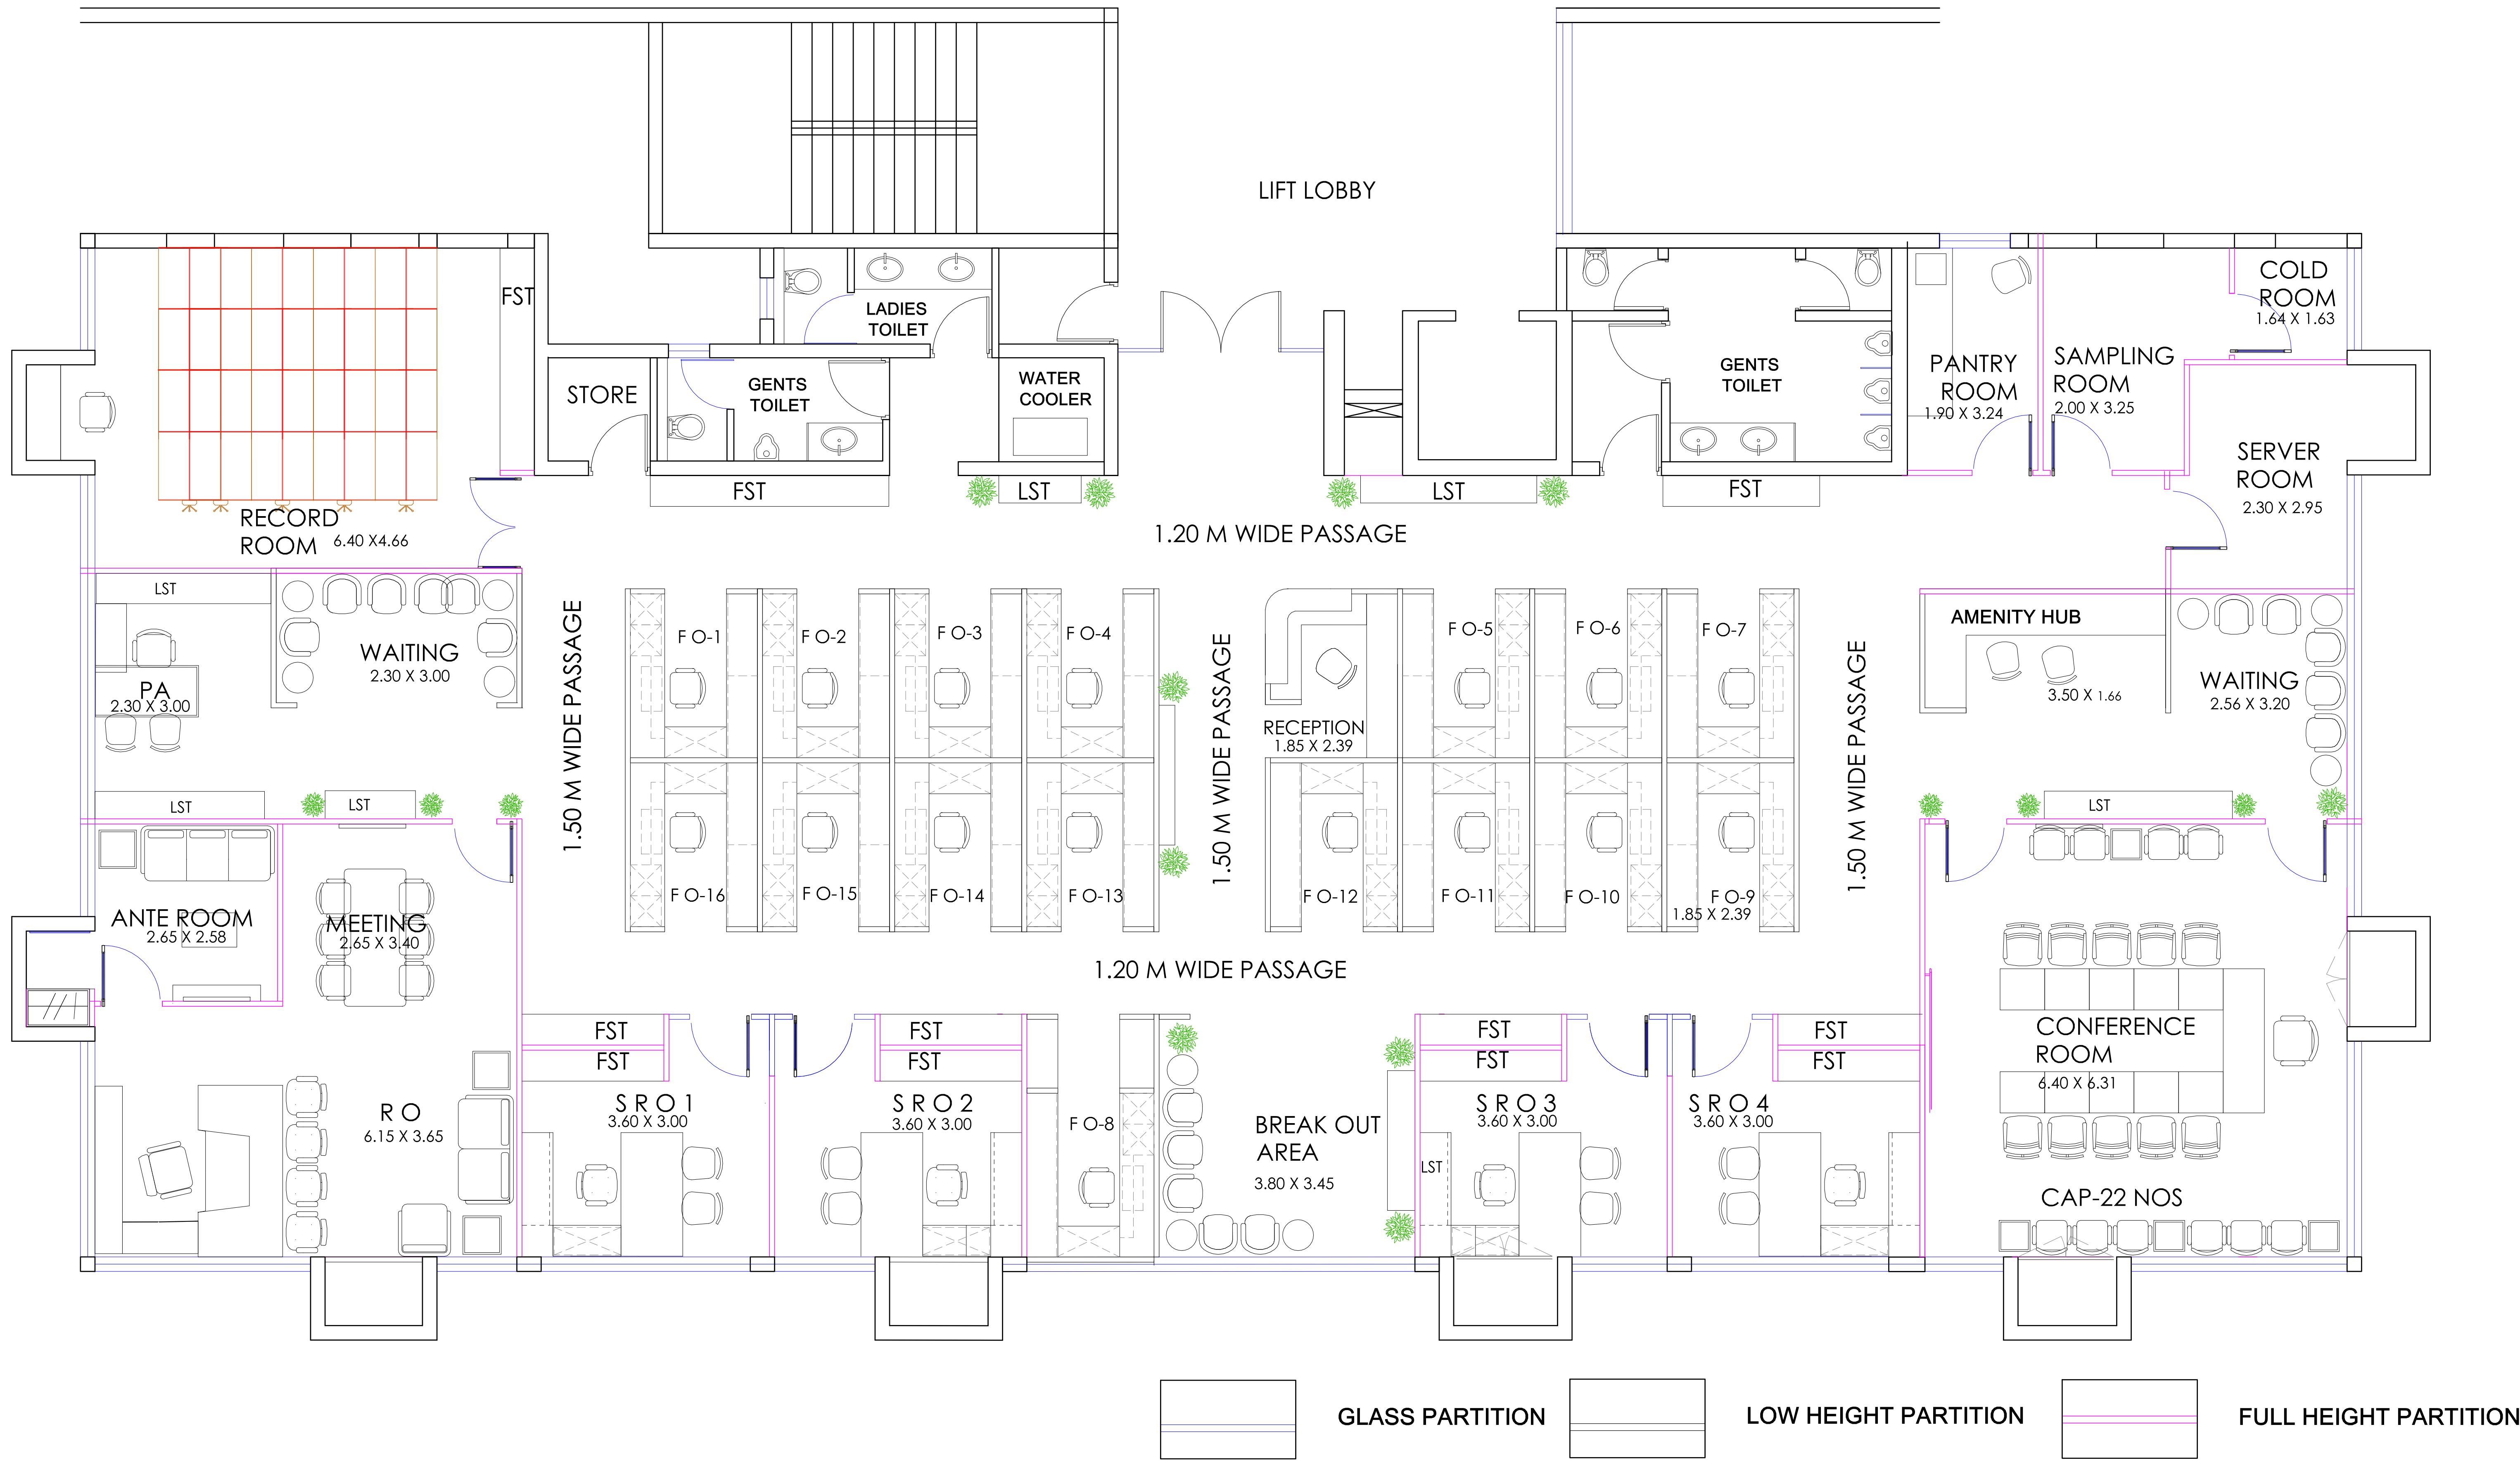 LIFT LOBBY
FST
LADIES
TOILET
COLD
ROOM
1.64 X 1.63
STORE
GENTS
TOILET
WATER
COOLER
GENTS
TOILET
PANTRY
ROOM
1.90 X 3.24
SAMPLING
ROOM
2.00 X 3.25
SERVER
ROOM
2.30 X 2.95
FST
LST
LST
FST
RECORD
ROOM 6.40 X4.66
1.20 M WIDE PASSAGE
LST
WAITING
2.30 X 3.00
PA
2.30 X 3.00
1.50 M WIDE PASSAGE
F O-1
F O-2
F O-3
F O-4
1.50 M WIDE PASSAGE
RECEPTION
1.85 X 2.39
F O-5
F O-6
F O-7
1.50 M WIDE PASSAGE
AMENITY HUB
3.50 X 1.66
WAITING
2.56 X 3.20
LST
LST
LST
ANTE ROOM
2.65 X 2.58
MEETING
2.65 X 3.40
F O-16
F O-15
F O-14
F O-13
F O-12
F O-11
F O-10
F O-9
1.85 X 2.39
1.20 M WIDE PASSAGE
FST
FST
FST
FST
FST
FST
FST
FST
R O
6.15 X 3.65
S R O 1
3.60 X 3.00
S R O 2
3.60 X 3.00
F O-8
BREAK OUT
AREA
3.80 X 3.45
LST
S R O 3
3.60 X 3.00
S R O 4
3.60 X 3.00
CONFERENCE
ROOM
6.40 X 6.31
CAP-22 NOS
GLASS PARTITION
LOW HEIGHT PARTITION
FULL HEIGHT PARTITION